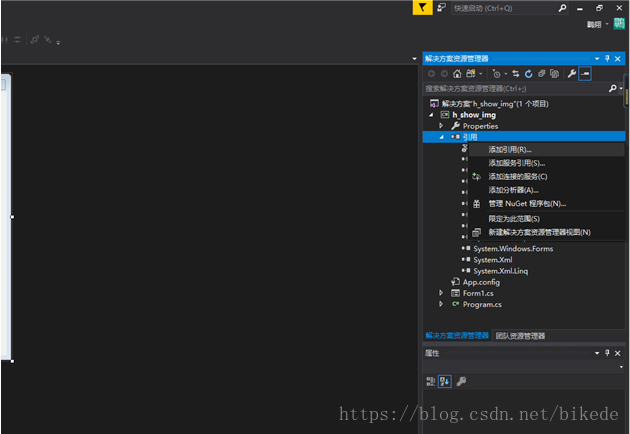 快速启动 (Ctrl+Q)
解决方案资源管理器
搜索解决方案资源管理器(Ctrl+;)
解决方案"h_show_img"(1 个项目)
h_show_img
Properties
引用
添加引用(R)...
添加服务引用(S)...
添加连接的服务(C)
添加分析器(A)...
管理 NuGet 程序包(N)...
限定为此范围(S)
新建解决方案资源管理器视图(N)
System.Windows.Forms
System.Xml
System.Xml.Linq
App.config
Form1.cs
Program.cs
解决方案资源管理器 团队资源管理器
属性
https://blog.csdn.net/bikede